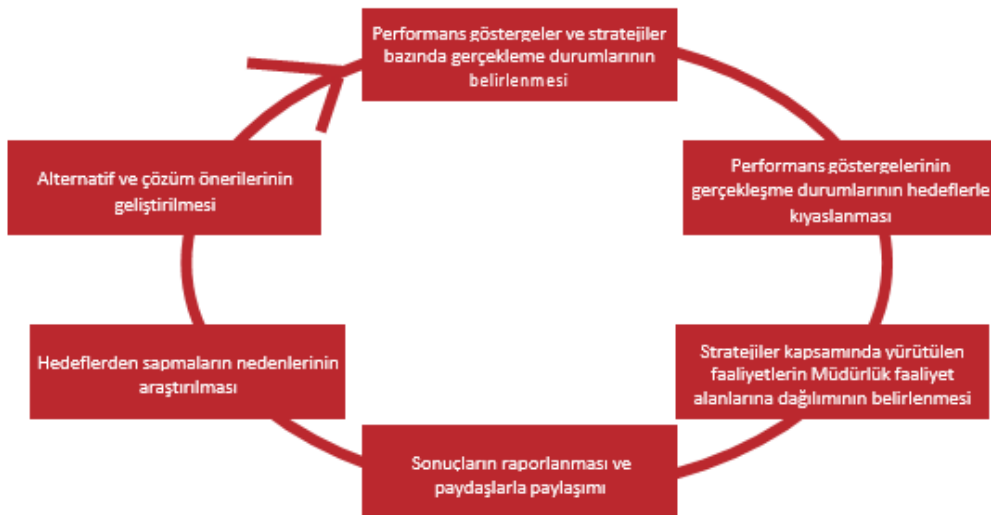 Performans göstergeler ve stratejiler
bazında gerçekleme durumlarının
belirlenmesi
Performans göstergelerinin
gerçekleşme durumlarının hedeflerle
kıyaslanması
Stratejiler kapsamında yürütülen
faaliyetlerin Müdürlük faaliyet
alanlarına dağılımının belirlenmesi
Sonuçların raporlanması ve
paydaşlarla paylaşımı
Hedeflerden sapmaların nedenlerinin
araştırılması
Alternatif ve çözüm önerilerinin
geliştirilmesi